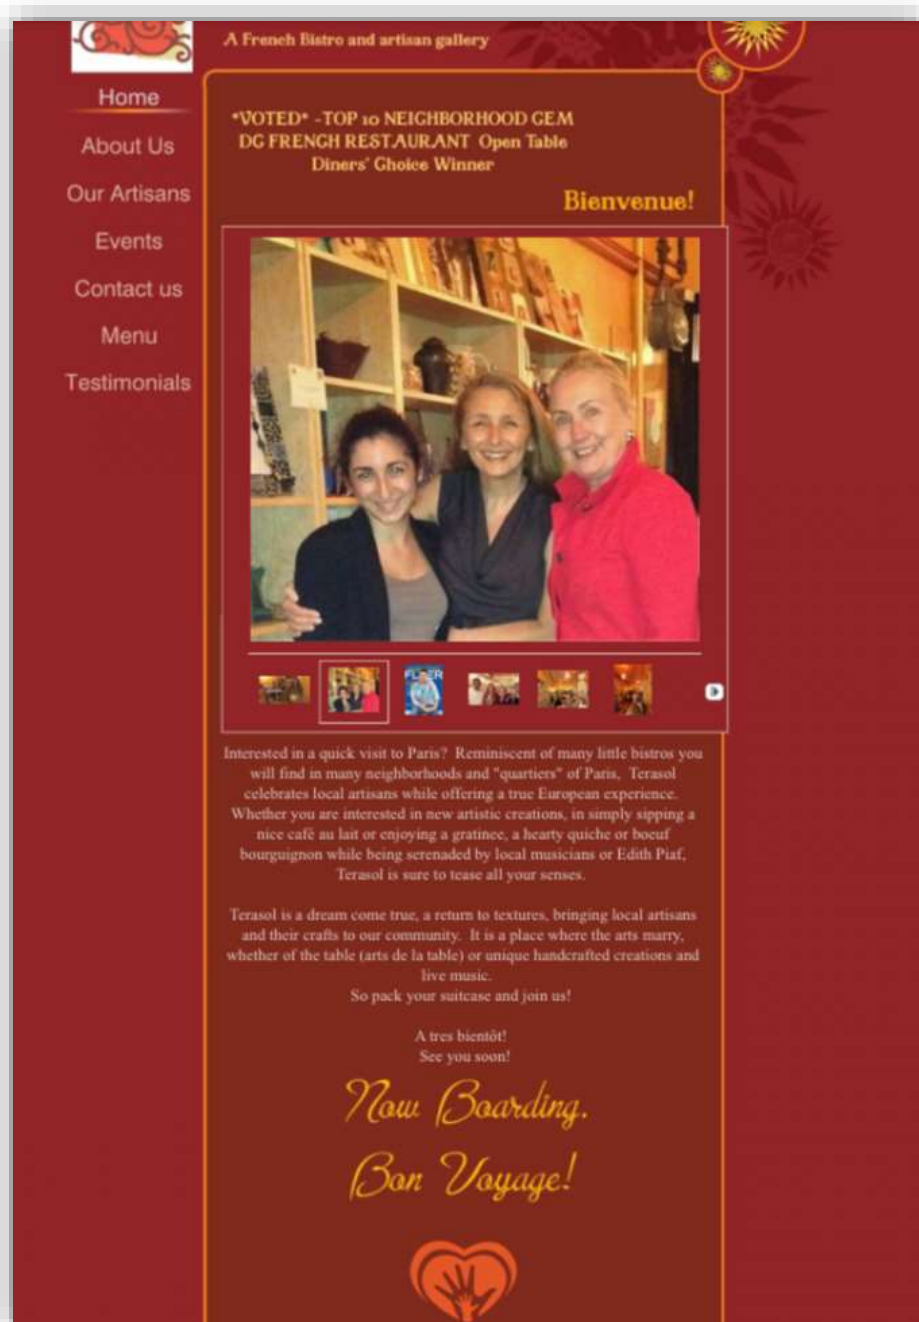 A French Bistro and artisan gallery
Home
About Us
Our Artisans
Events
Contact us
Menu
Testimonials
*VOTED* -TOP 10 NEIGHBORHOOD GEM
DG FRENCH RESTAURANT Open Table
Diners' Choice Winner
Bienvenue!
FLYER
Interested in a quick visit to Paris? Reminiscent of many little bistros you
will find in many neighborhoods and "quartiers" of Paris, Terasol
celebrates local artisans while offering a true European experience.
Whether you are interested in new artistic creations, in simply sipping a
nice café au lait or enjoying a gratinee, a hearty quiche or boeuf
bourguignon while being serenaded by local musicians or Edith Piaf,
Terasol is sure to tease all your senses.
Terasol is a dream come true, a return to textures, bringing local artisans
and their crafts to our community. It is a place where the arts marry,
whether of the table (arts de la table) or unique handcrafted creations and
live music.
So pack your suitcase and join us!
A tres bientôt!
See you soon!
Now Boarding.
Bon Voyage!